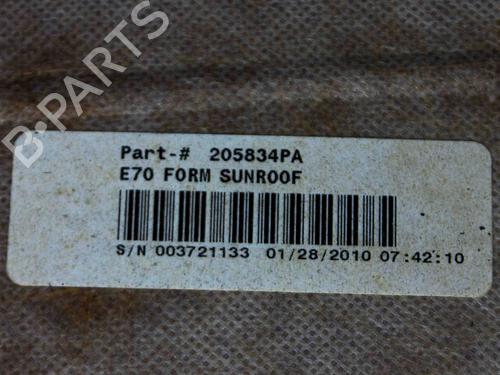 B-PARTS
Part-# 205834PA
E70 FORM SUNROOF
S/N 003721133 01/28/2010 07:42:10